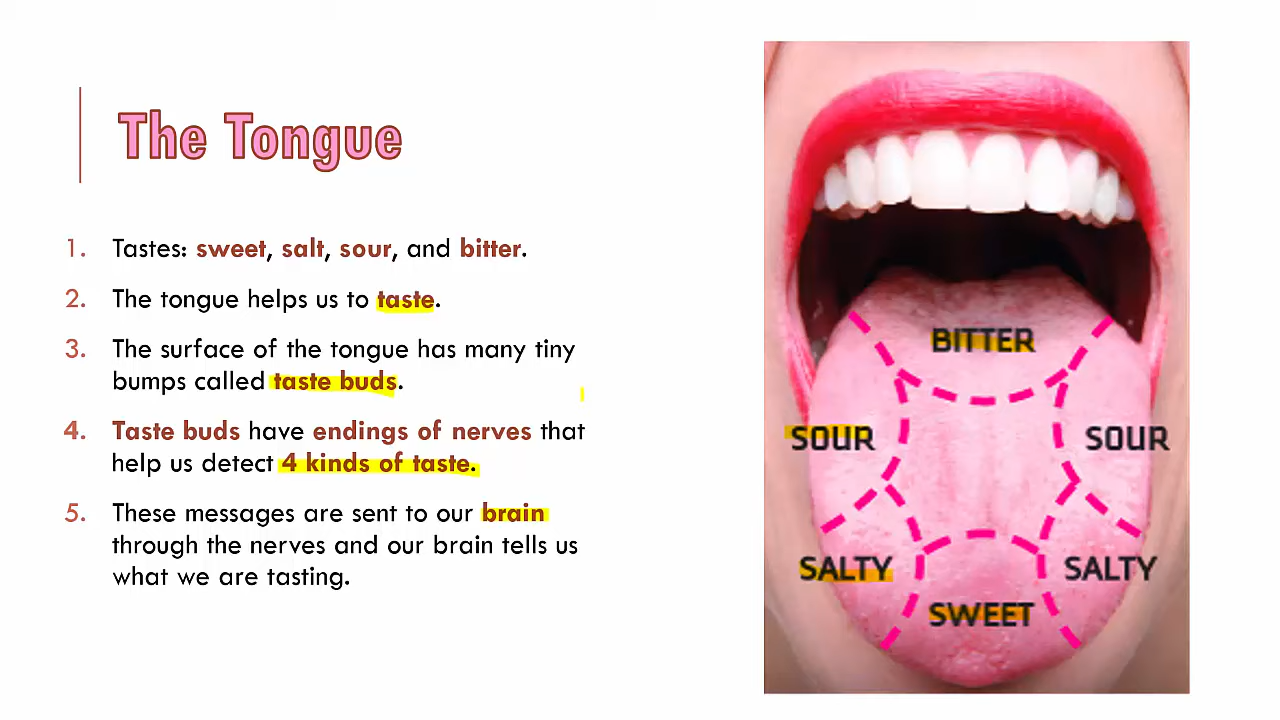 The Tongue
1. Tastes: sweet, salt, sour, and bitter.
2. The tongue helps us to taste.
3. The surface of the tongue has many tiny
bumps called taste buds.
4. Taste buds have endings of nerves that
help us detect 4 kinds of taste.
5. These messages are sent to our brain
through the nerves and our brain tells us
what we are tasting.
BITTER
SOUR SOUR
SALTY SALTY
SWEET